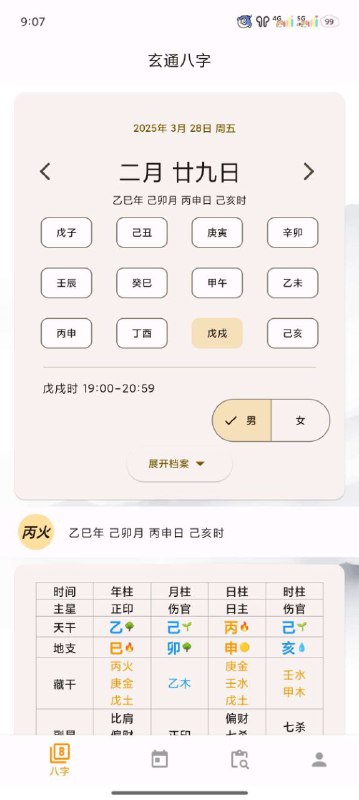 9:07 4G 5G 99
玄通八字
2025年 3月 28日 周五
二月 廿九日
乙巳年 己卯月 丙申日 己亥时
戊子 己丑 庚寅 辛卯
壬辰 癸巳 甲午 乙未
丙申 丁酉 戊戌 己亥
戊戌时 19:00-20:59
男 女
展开档案
丙火 乙巳年 己卯月 丙申日 己亥时
时间 年柱 月柱 日柱 时柱
主星 正印 伤官 日主 伤官
天干 乙 己 丙 己
地支 巳 卯 申 亥
藏干 丙火 庚金 戊土 乙木 庚金 壬水 戊土 壬水 甲木
比肩 偏财 正印 偏财 七杀 七杀
八字